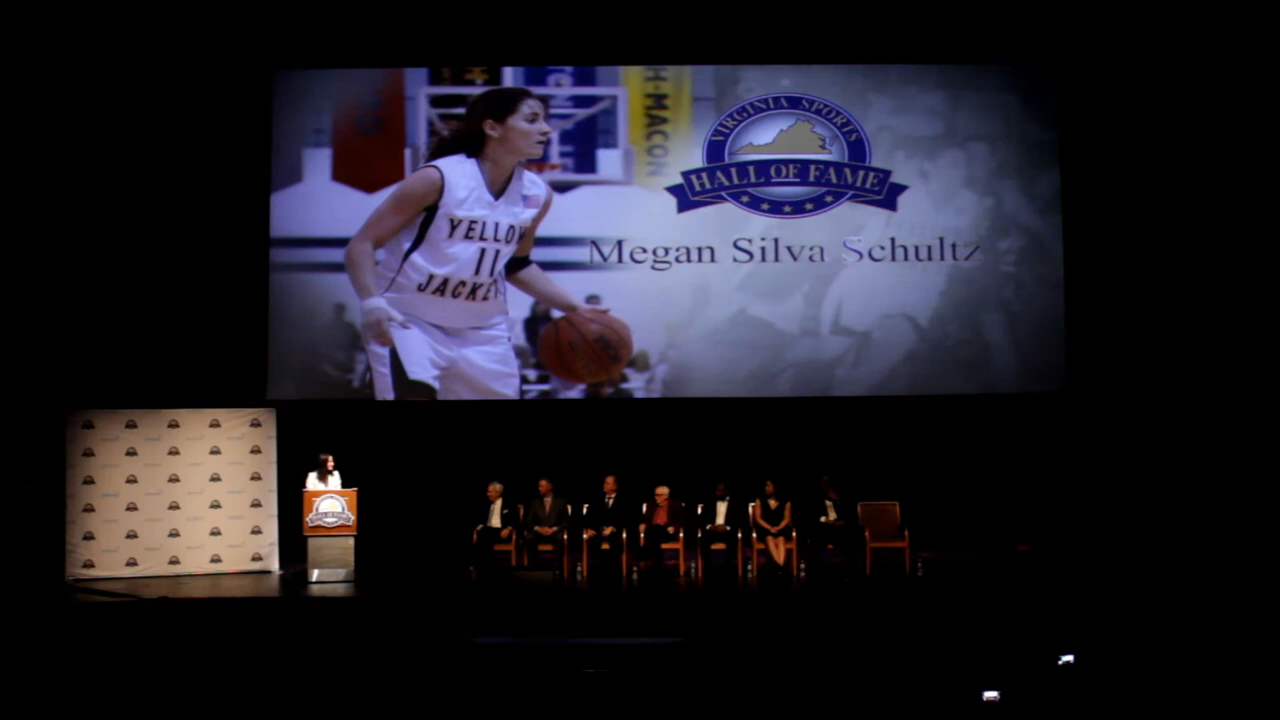 H-MACON
VIRGINIA SPORTS
HALL OF FAME
YELLOW
11
JACKE
Megan Silva Schultz